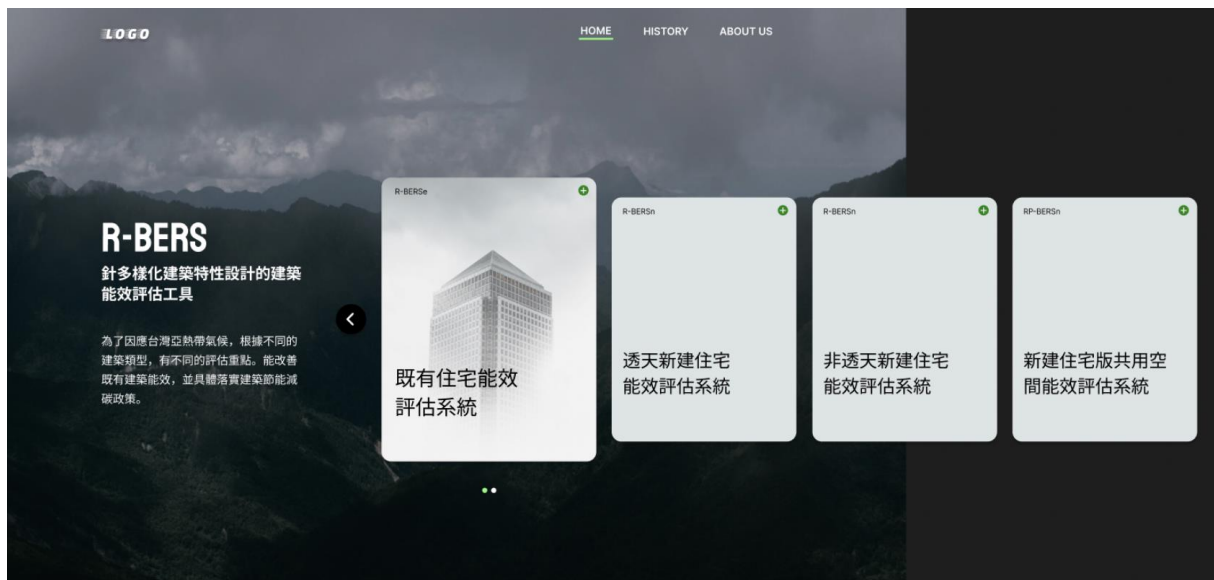 LOGO
HOME
HISTORY
ABOUT US
R-BERS
針多樣化建築特性設計的建築
能效評估工具
為了因應台灣亞熱帶氣候，根據不同的
建築類型，有不同的評估重點。能改善
既有建築能效，並具體落實建築節能減
碳政策。
R-BERSe
既有住宅能效
評估系統
R-BERSn
透天新建住宅
能效評估系統
R-BERSn
非透天新建住宅
能效評估系統
RP-BERSn
新建住宅版共用空
間能效評估系統